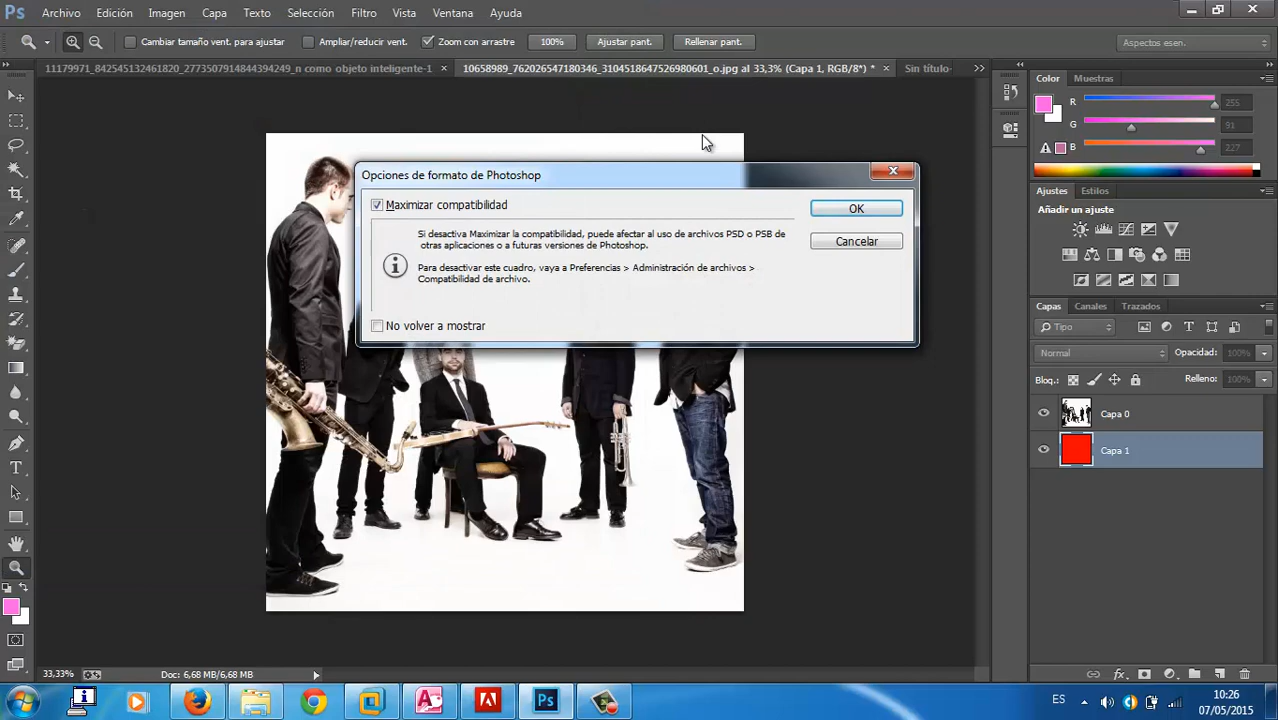 Ps Archivo Edición Imagen Capa Texto Selección Filtro Vista Ventana Ayuda
Cambiar tamaño vent. para ajustar Ampliar/reducir vent. Zoom con arrastre 100% Ajustar pant. Rellenar pant. Aspectos esen.
11179971_842545132461820_2773507914844394249_n como objeto inteligente-1 × 10658989_762026547180346_3104518647526980601_o.jpg al 33,3% (Capa 1, RGB/8*) * × Sin título-
Color Muestras
R 255
G 91
B 227
Opciones de formato de Photoshop
Maximizar compatibilidad
OK
Si desactiva Maximizar la compatibilidad, puede afectar al uso de archivos PSD o PSB de
otras aplicaciones o a futuras versiones de Photoshop.
Cancelar
Para desactivar este cuadro, vaya a Preferencias > Administración de archivos >
Compatibilidad de archivo.
No volver a mostrar
Ajustes Estilos
Añadir un ajuste
Capas Canales Trazados
Tipo
Normal Opacidad: 100%
Bloq.: Relleno: 100%
Capa 0
Capa 1
33,33% Doc: 6,68 MB/6,68 MB
ES 10:26
07/05/2015